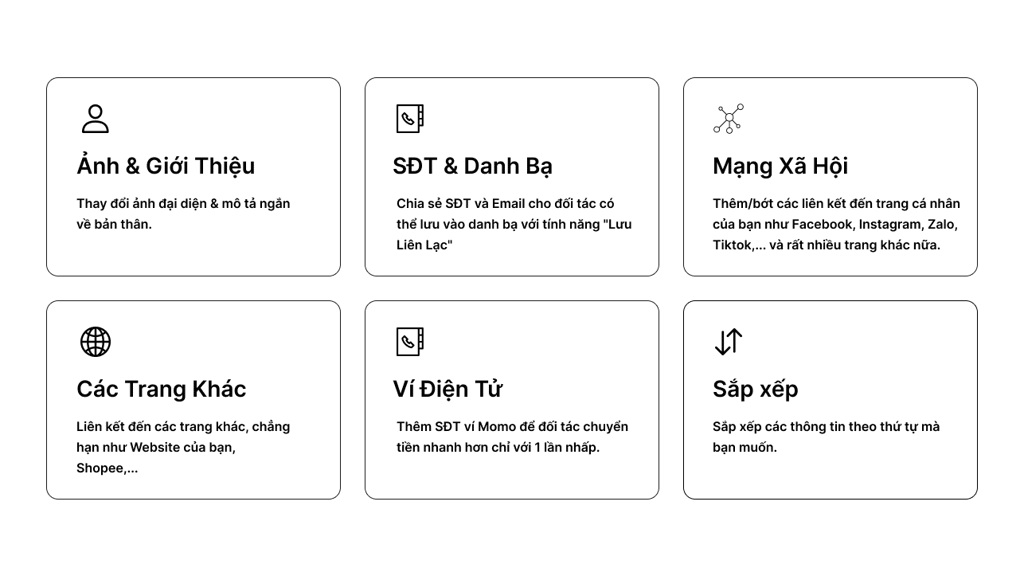 Ảnh & Giới Thiệu
Thay đổi ảnh đại diện & mô tả ngắn
về bản thân.
SĐT & Danh Bạ
Chia sẻ SĐT và Email cho đối tác có
thể lưu vào danh bạ với tính năng "Lưu
Liên Lạc"
Mạng Xã Hội
Thêm/bớt các liên kết đến trang cá nhân
của bạn như Facebook, Instagram, Zalo,
Tiktok,... và rất nhiều trang khác nữa.
Các Trang Khác
Liên kết đến các trang khác, chẳng
hạn như Website của bạn,
Shopee,...
Ví Điện Tử
Thêm SĐT ví Momo để đối tác chuyển
tiền nhanh hơn chỉ với 1 lần nhấp.
Sắp xếp
Sắp xếp các thông tin theo thứ tự mà
bạn muốn.